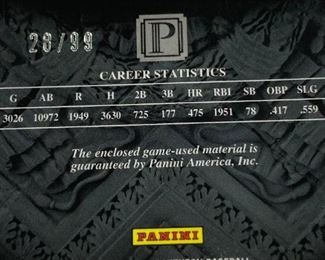 28/99
P
CAREER STATISTICS
G AB R H 2B 3B HR RBI SB OBP SLG
3026 10972 1949 3630 725 177 475 1951 78 .417 .559
The enclosed game-used material is
guaranteed by Panini America, Inc.
PANINI
BASEBALL